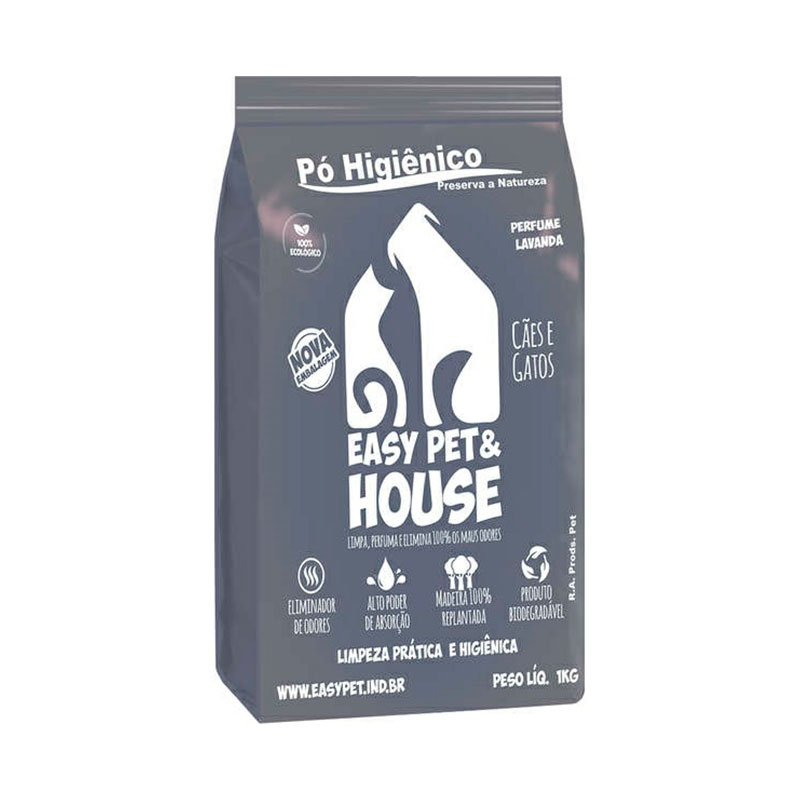 Pó Higiênico
Preserva a Natureza
100%
ECOLÓGICO
PERFUME
LAVANDA
NOVA
EMBALAGEM
CÃES E
GATOS
EASY PET&
HOUSE
LIMPA, PERFUMA E ELIMINA 100% OS MAUS ODORES
R.A. Prods. Pet
ELIMINADOR
DE ODORES
ALTO PODER
DE ABSORÇÃO
MADEIRA 100%
REPLANTADA
PRODUTO
BIODEGRADÁVEL
LIMPEZA PRÁTICA E HIGIÊNICA
WWW.EASYPET.IND.BR
PESO LÍQ. 1KG